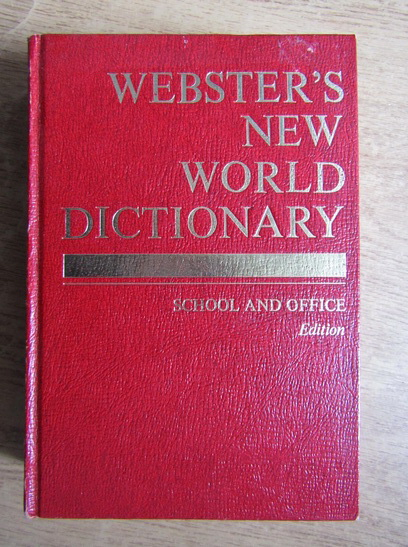 WEBSTER'S
NEW
WORLD
DICTIONARY
SCHOOL AND OFFICE
Edition